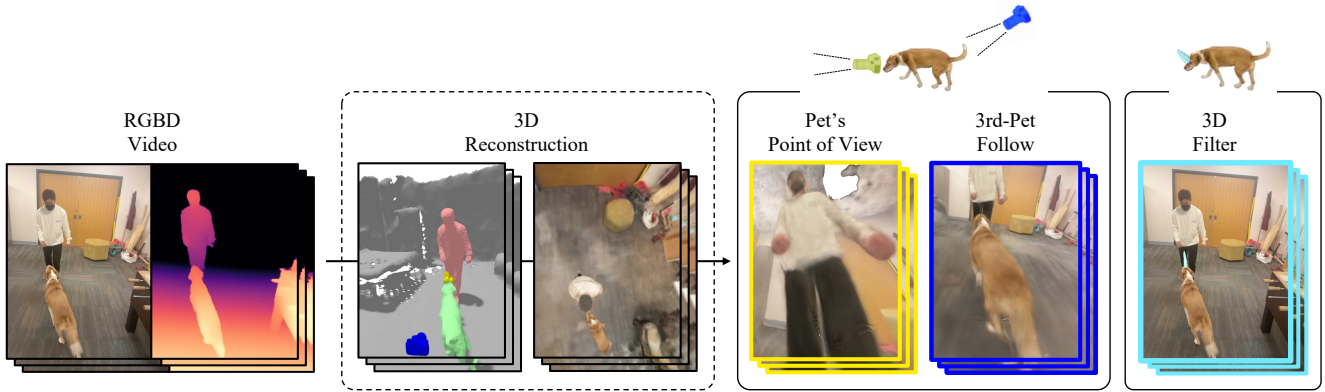 RGBD
Video
3D
Reconstruction
Pet's
Point of View
3rd-Pet
Follow
3D
Filter